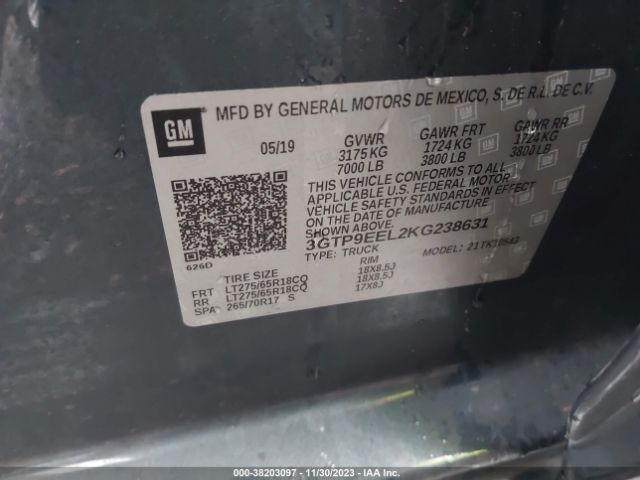 GM
MFD BY GENERAL MOTORS DE MEXICO, S. DE R.L. DE C.V.
05/19 GVWR GAWR FRT GAWR RR
3175 KG 1724 KG 1724 KG
7000 LB 3800 LB 3800 LB
THIS VEHICLE CONFORMS TO ALL
APPLICABLE U.S. FEDERAL MOTOR
VEHICLE SAFETY STANDARDS IN EFFECT
ON THE DATE OF MANUFACTURE
SHOWN ABOVE.
3GTP9EEL2KG238631
TYPE: TRUCK MODEL: 21TK10543
626D
TIRE SIZE RIM
FRT LT275/65R18CQ 18X8.5J
RR LT275/65R18CQ 18X8.5J
SPA 265/70R17 S 17X8J
000-38203097 - 11/30/2023 - IAA Inc.